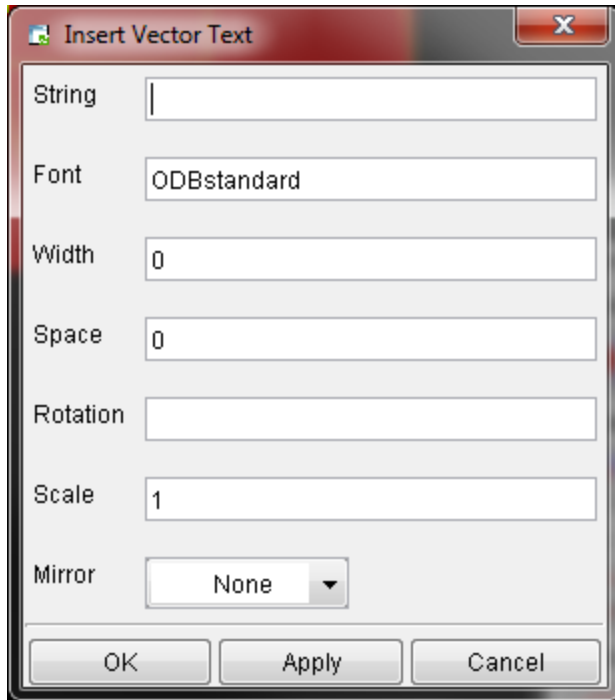 Insert Vector Text
String
Font ODBstandard
Width 0
Space 0
Rotation
Scale 1
Mirror None
OK Apply Cancel